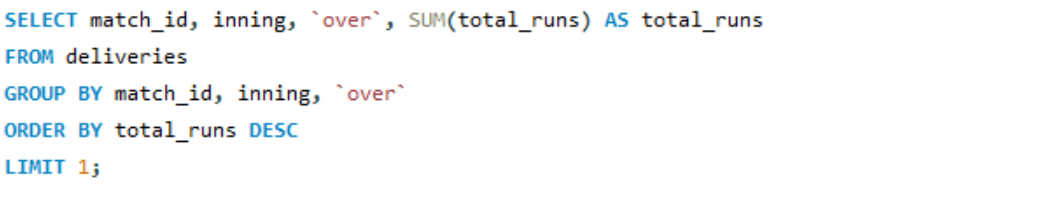 SELECT match_id, inning, `over`, SUM(total_runs) AS total_runs
FROM deliveries
GROUP BY match_id, inning, `over`
ORDER BY total_runs DESC
LIMIT 1;